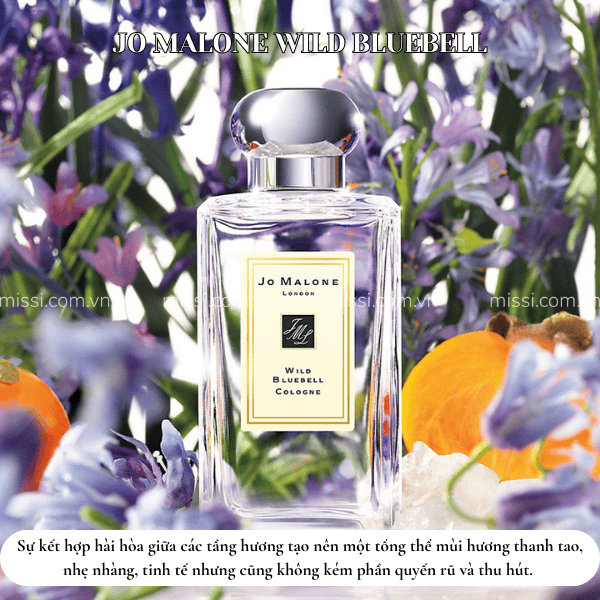 JO MALONE WILD BLUEBELL
missi.com.vn
missi.com.vn
missi.com.vn
JO MALONE
LONDON
JML
WILD
BLUEBELL
COLOGNE
Sự kết hợp hài hòa giữa các tầng hương tạo nên một tổng thể mùi hương thanh tao,
nhẹ nhàng, tinh tế nhưng cũng không kém phần quyến rũ và thu hút.